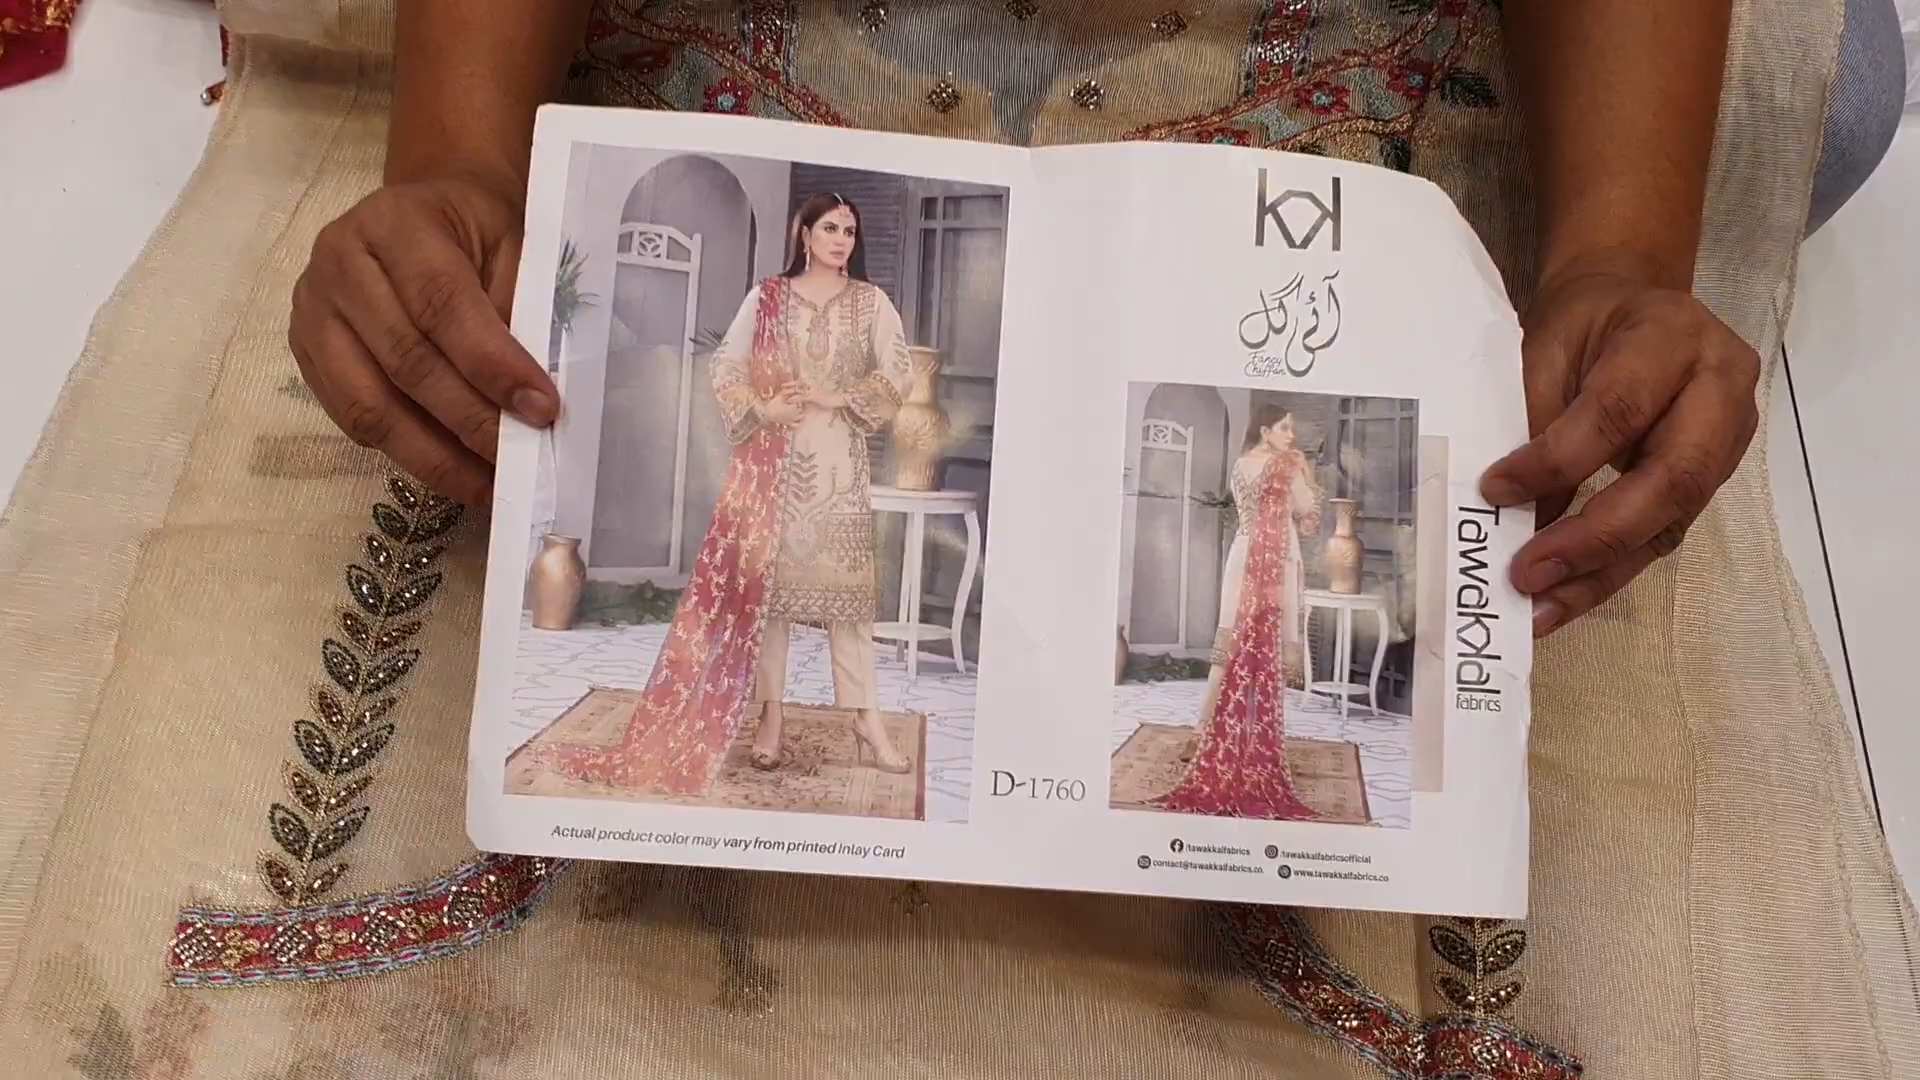 آئی گل
Fancy
Chiffon
Tawakkal
fabrics
D-1760
Actual product color may vary from printed Inlay Card
/tawakkalfabrics /tawakkalfabricsofficial
contact@tawakkalfabrics.co www.tawakkalfabrics.co